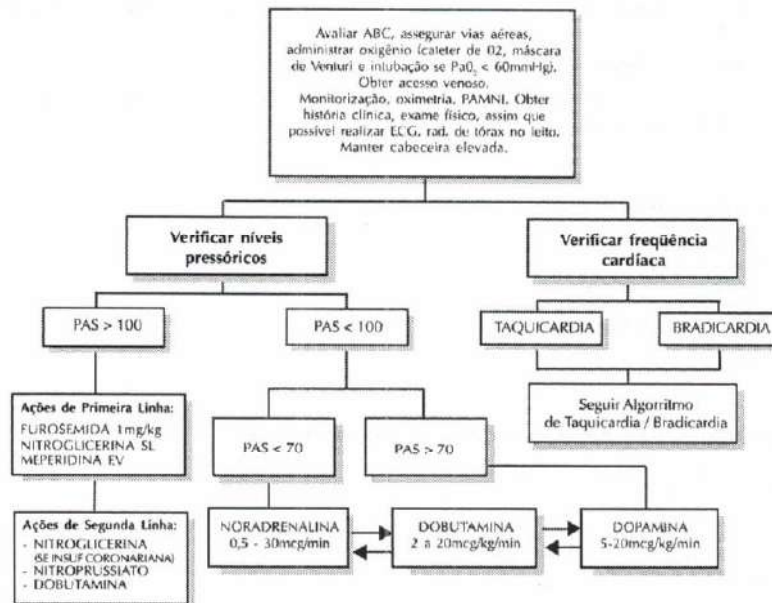 Avaliar ABC, assegurar vias aéreas,
administrar oxigênio (cateter de 02, máscara
de Venturi e intubação se Pa0₂ < 60mmHg).
Obter acesso venoso.
Monitorização, oximetria, PAMNI. Obter
história clínica, exame físico, assim que
possível realizar ECG, rad. de tórax no leito.
Manter cabeceira elevada.
Verificar níveis
pressóricos
Verificar freqüência
cardíaca
PAS > 100
PAS < 100
TAQUICARDIA
BRADICARDIA
Ações de Primeira Linha:
FUROSEMIDA 1mg/kg
NITROGLICERINA SL
MEPERIDINA EV
PAS < 70
PAS > 70
Seguir Algorritmo
de Taquicardia / Bradicardia
Ações de Segunda Linha:
- NITROGLICERINA
(SE INSUF CORONARIANA)
- NITROPRUSSIATO
- DOBUTAMINA
NORADRENALINA
0,5 - 30mcg/min
DOBUTAMINA
2 a 20mcg/kg/min
DOPAMINA
5-20mcg/kg/min